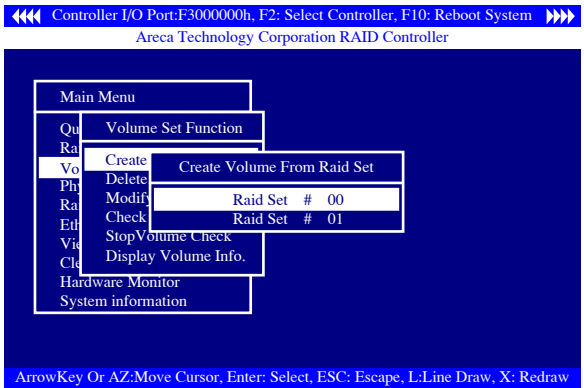 Controller I/O Port:F3000000h, F2: Select Controller, F10: Reboot System
Areca Technology Corporation RAID Controller
Main Menu
Volume Set Function
Create
Create Volume From Raid Set
Delete
Modify
Raid Set # 00
Check
Raid Set # 01
StopVolume Check
Display Volume Info.
Hardware Monitor
System information
ArrowKey Or AZ:Move Cursor, Enter: Select, ESC: Escape, L:Line Draw, X: Redraw